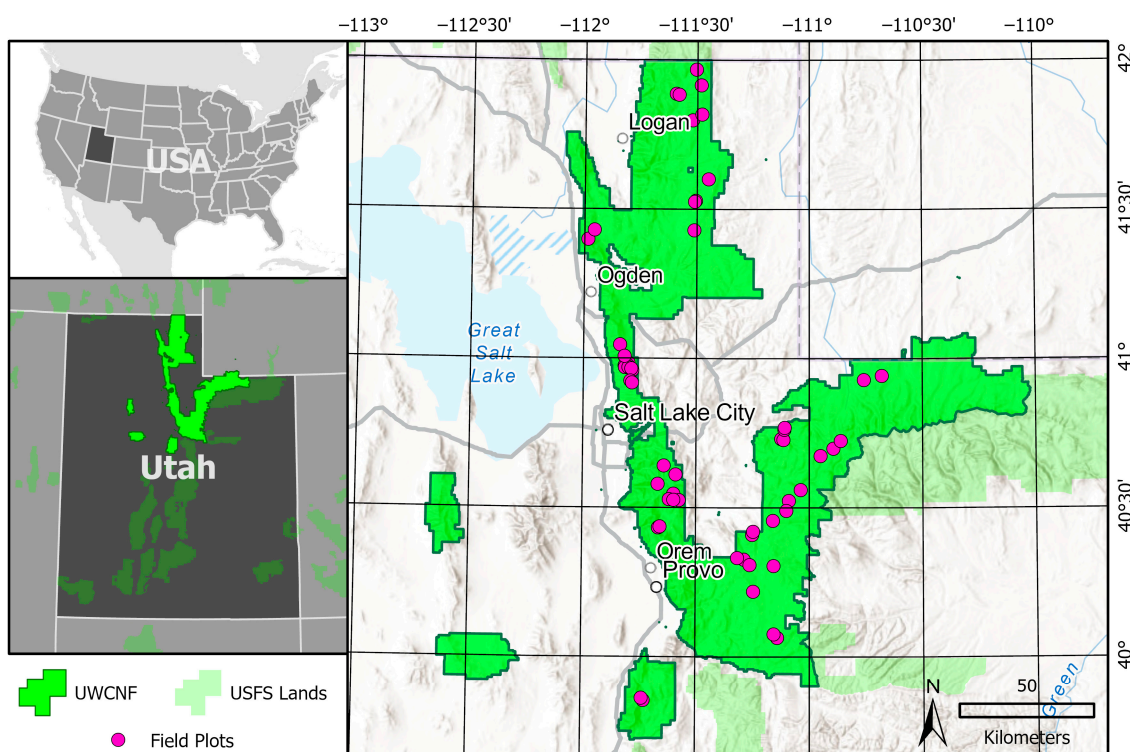 −113°
−112°30'
−112°
−111°30'
−111°
−110°30'
−110°
USA
Utah
42°
41°30'
41°
40°30'
40°
Logan
Ogden
Great
Salt
Lake
Salt Lake City
Orem
Provo
Green
N
50
Kilometers
UWCNF
USFS Lands
Field Plots